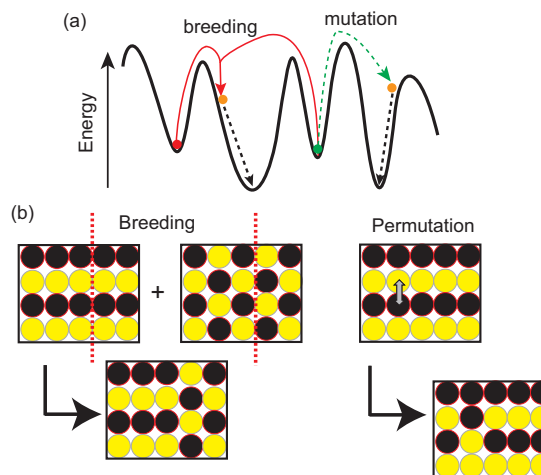 (a)
breeding
mutation
Energy
(b)
Breeding
Permutation
+